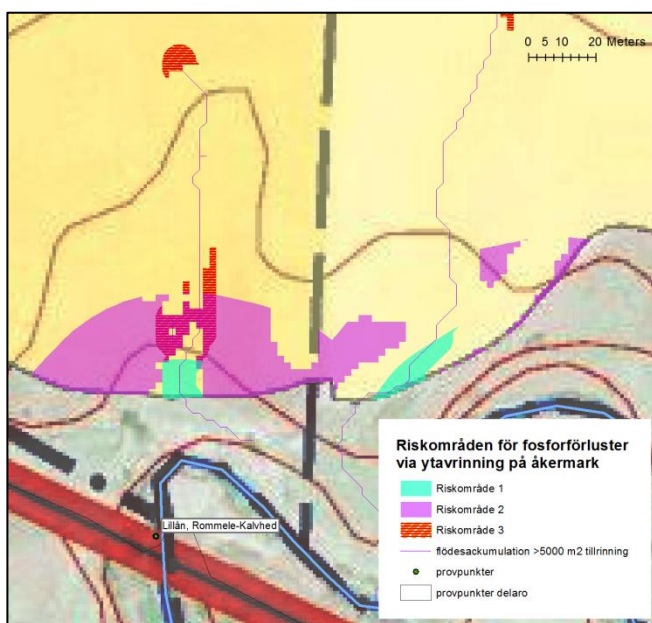 0 5 10 20 Meters
Lillån, Rommele-Kalvhed
Riskområden för fosforförluster
via ytavrinning på åkermark
Riskområde 1
Riskområde 2
Riskområde 3
flödesackumulation >5000 m2 tillrinning
provpunkter
provpunkter delaro